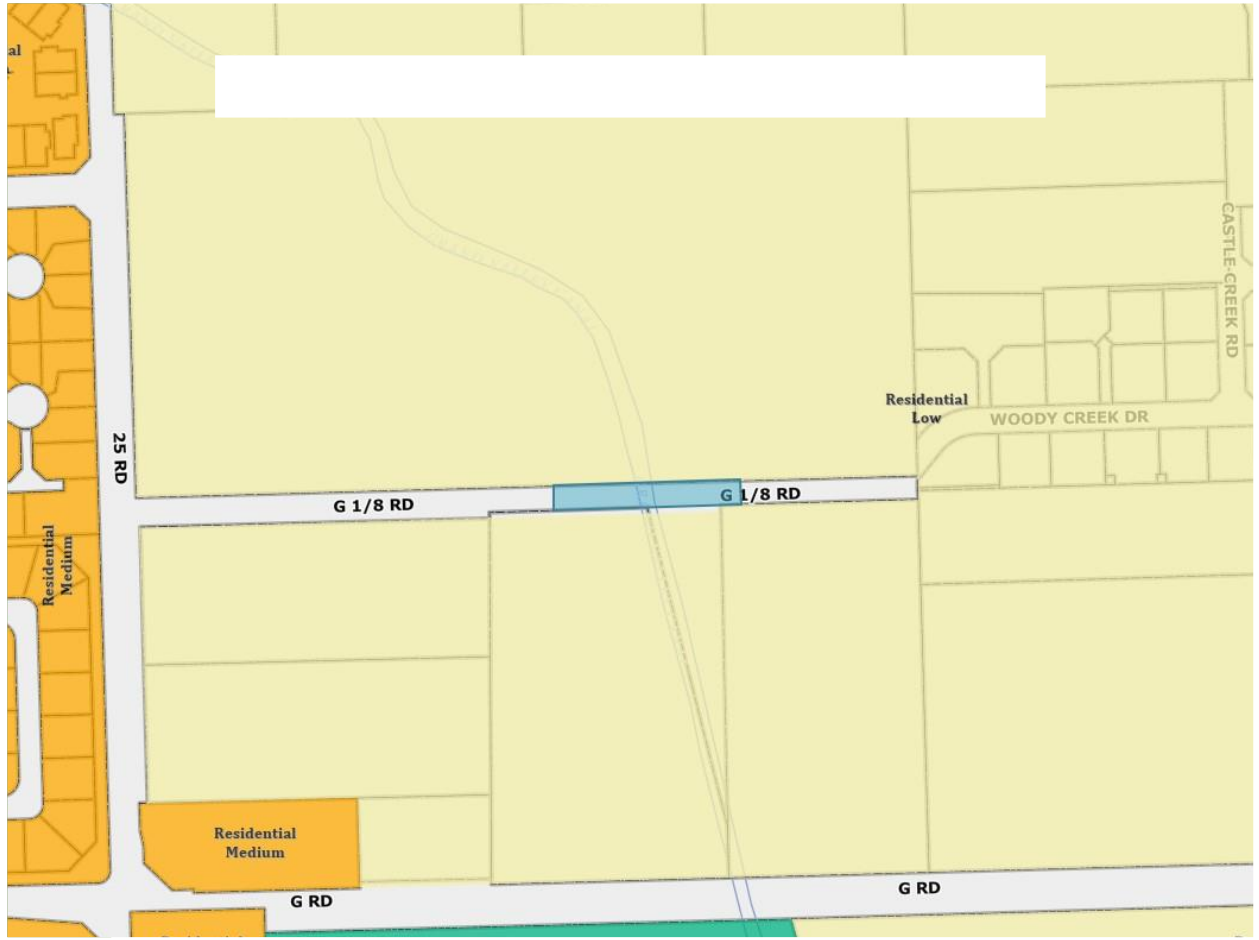 al
CASTLE-CREEK RD
Residential
Low
WOODY CREEK DR
25 RD
G 1/8 RD
G 1/8 RD
Residential
Medium
Residential
Medium
G RD
G RD